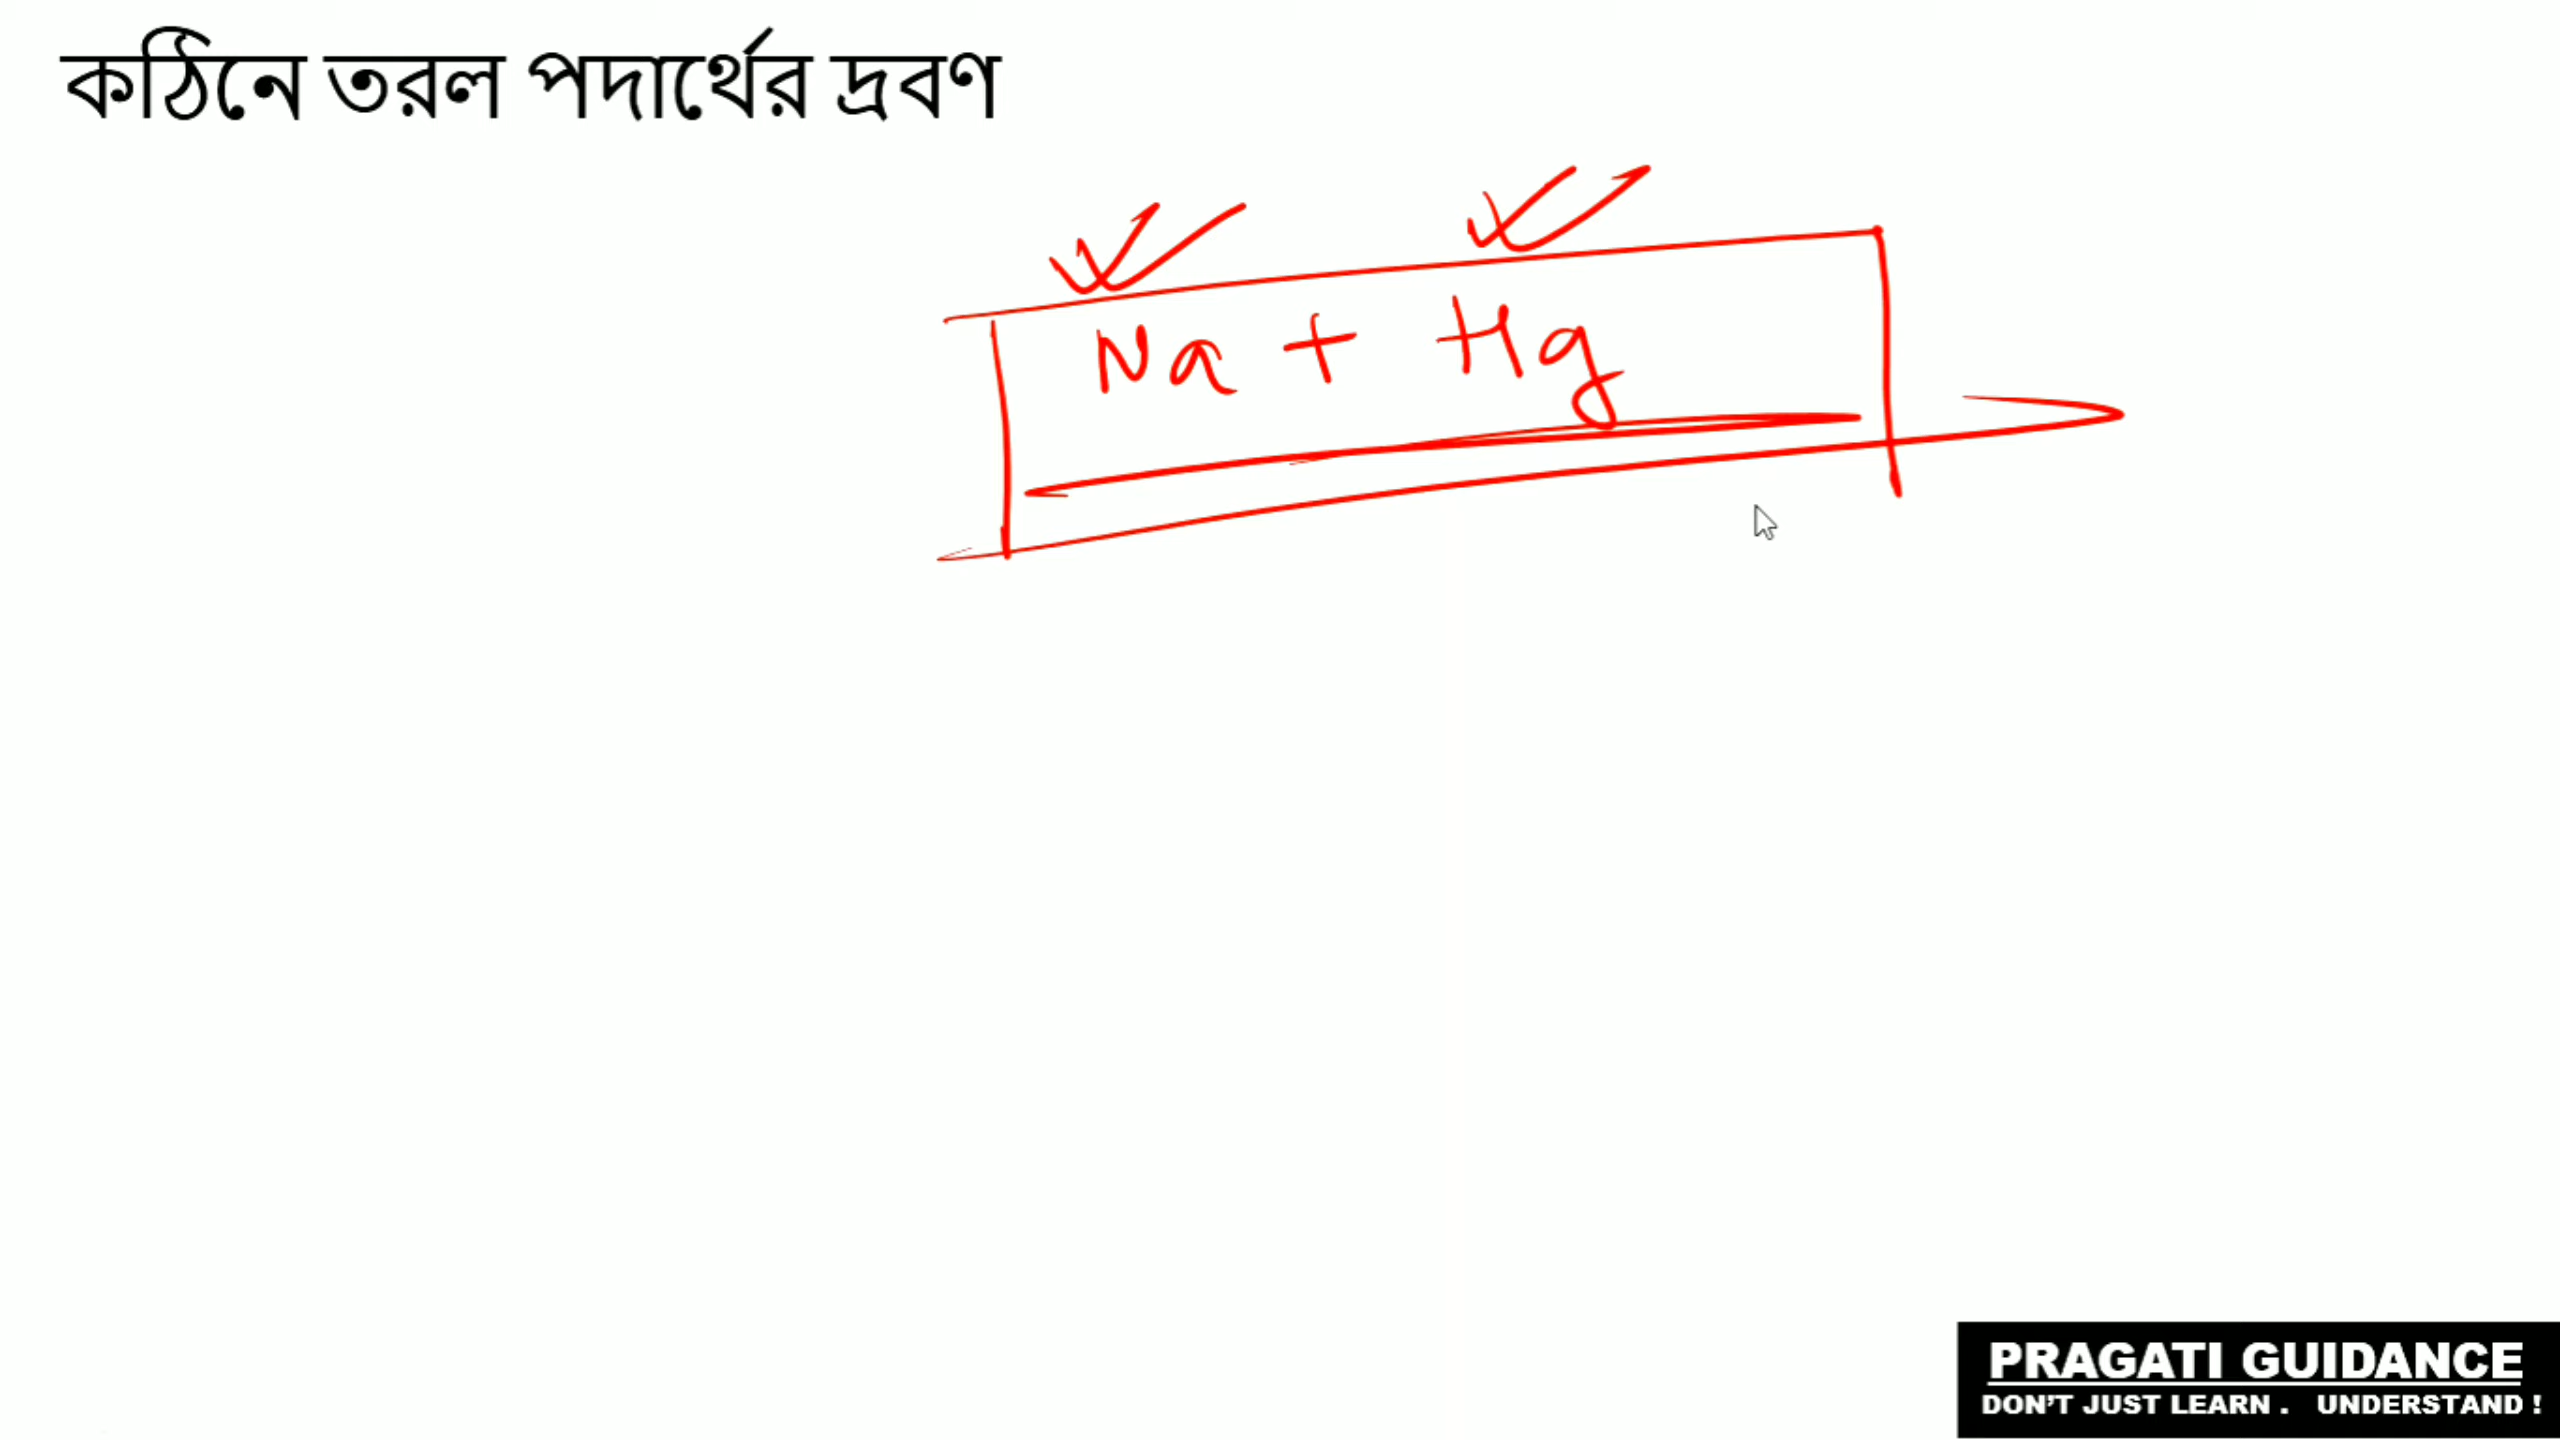 কঠিনে তরল পদার্থের দ্রবণ
Na + Hg
PRAGATI GUIDANCE
DON'T JUST LEARN . UNDERSTAND !